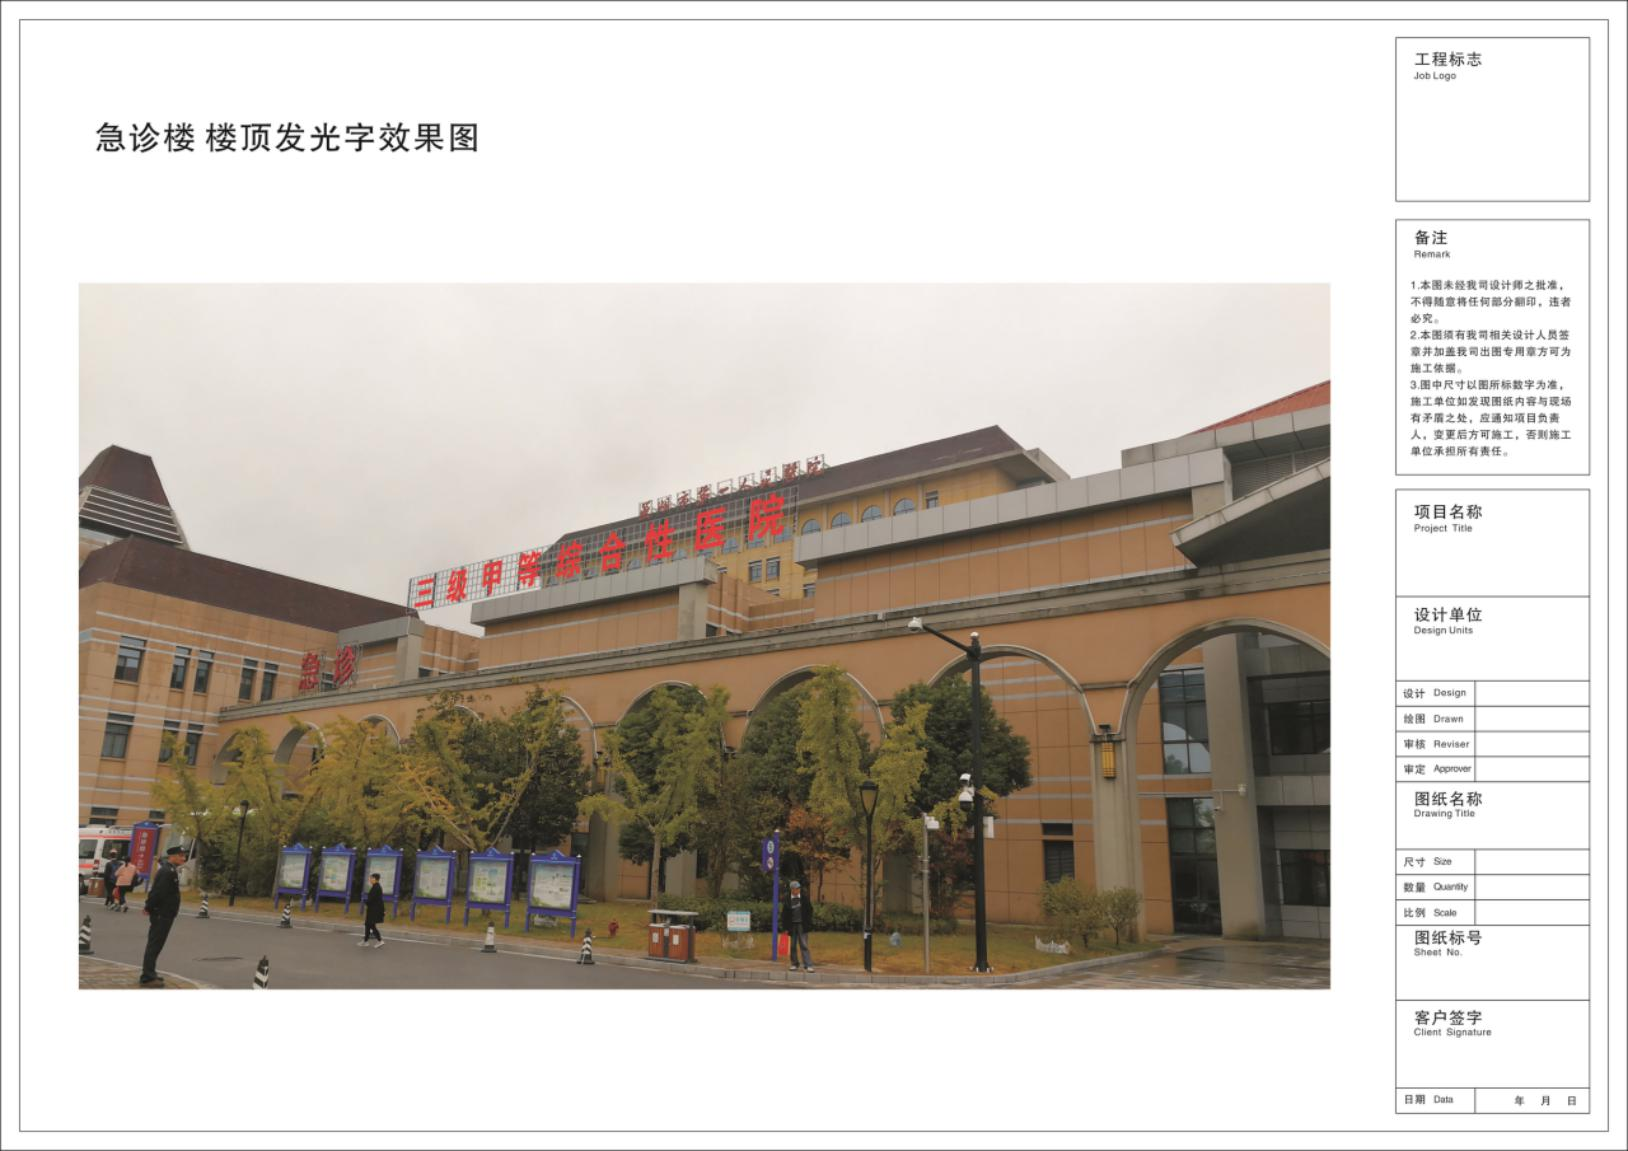 急诊楼 楼顶发光字效果图
三级甲等综合性医院
急诊
工程标志
Job Logo
备注
Remark
1.本图未经我司设计师之批准，
不得随意将任何部分翻印，违者
必究。
2.本图须有我司相关设计人员签
章并加盖我司出图专用章方可为
施工依据。
3.图中尺寸以图所标数字为准，
施工单位如发现图纸内容与现场
有矛盾之处，应通知项目负责
人，变更后方可施工，否则施工
单位承担所有责任。
项目名称
Project Title
设计单位
Design Units
设计 Design
绘图 Drawn
审核 Reviser
审定 Approver
图纸名称
Drawing Title
尺寸 Size
数量 Quantity
比例 Scale
图纸标号
Sheet No.
客户签字
Client Signature
日期 Data 年 月 日